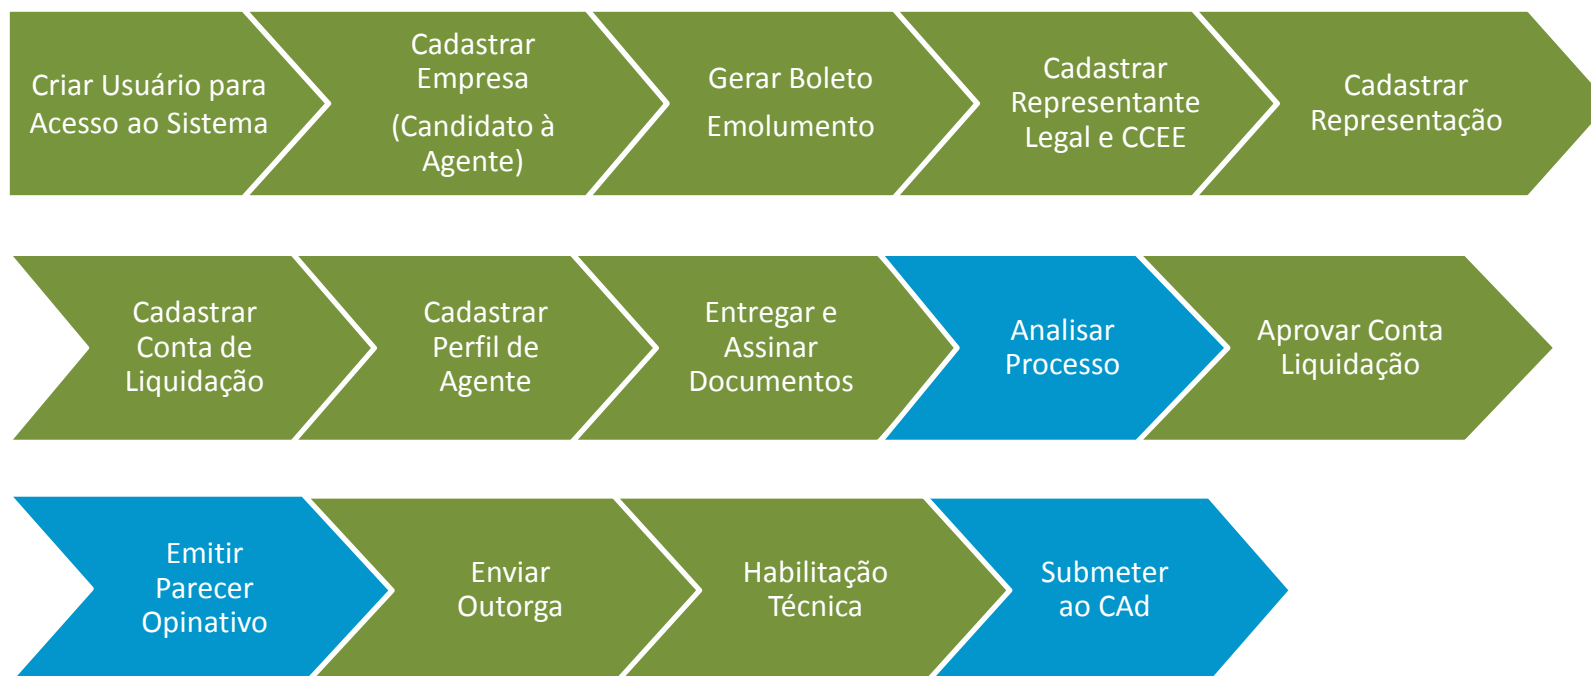 Criar Usuário para
Acesso ao Sistema
Cadastrar
Empresa
(Candidato à
Agente)
Gerar Boleto
Emolumento
Cadastrar
Representante
Legal e CCEE
Cadastrar
Representação
Cadastrar
Conta de
Liquidação
Cadastrar
Perfil de
Agente
Entregar e
Assinar
Documentos
Analisar
Processo
Aprovar Conta
Liquidação
Emitir
Parecer
Opinativo
Enviar
Outorga
Habilitação
Técnica
Submeter
ao CAd